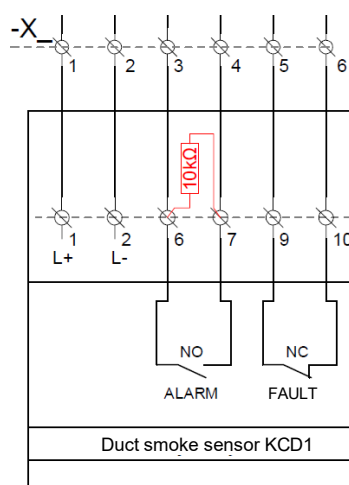 -X_
1 2 3 4 5 6
10kΩ
1 2 6 7 9 10
L+ L-
NO NC
ALARM FAULT
Duct smoke sensor KCD1